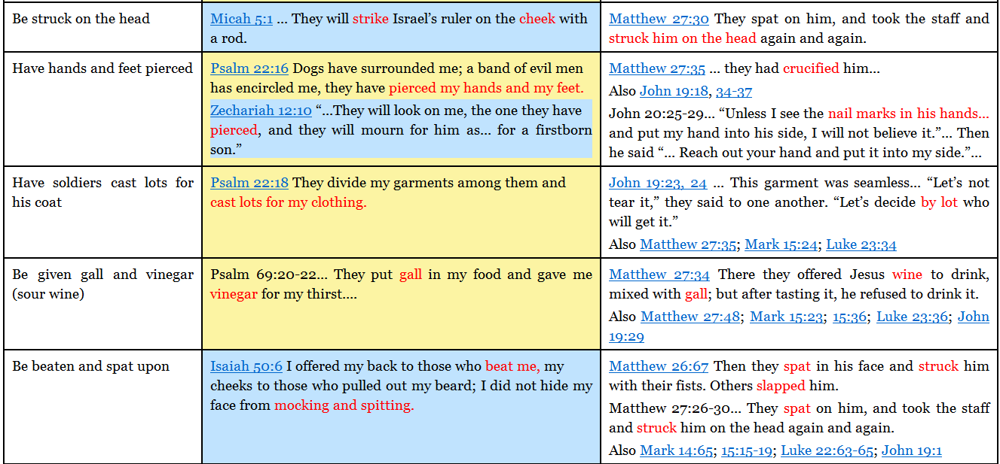 Be struck on the head
Micah 5:1 ... They will strike Israel’s ruler on the cheek with
a rod.
Matthew 27:30 They spat on him, and took the staff and
struck him on the head again and again.
Have hands and feet pierced
Psalm 22:16 Dogs have surrounded me; a band of evil men
has encircled me, they have pierced my hands and my feet.
Zechariah 12:10 “...They will look on me, the one they have
pierced, and they will mourn for him as... for a firstborn
son.”
Matthew 27:35 ... they had crucified him...
Also John 19:18, 34-37
John 20:25-29... “Unless I see the nail marks in his hands...
and put my hand into his side, I will not believe it.”... Then
he said “... Reach out your hand and put it into my side.”...
Have soldiers cast lots for
his coat
Psalm 22:18 They divide my garments among them and
cast lots for my clothing.
John 19:23, 24 ... This garment was seamless... “Let’s not
tear it,” they said to one another. “Let’s decide by lot who
will get it.”
Also Matthew 27:35; Mark 15:24; Luke 23:34
Be given gall and vinegar
(sour wine)
Psalm 69:20-22... They put gall in my food and gave me
vinegar for my thirst....
Matthew 27:34 There they offered Jesus wine to drink,
mixed with gall; but after tasting it, he refused to drink it.
Also Matthew 27:48; Mark 15:23; 15:36; Luke 23:36; John
19:29
Be beaten and spat upon
Isaiah 50:6 I offered my back to those who beat me, my
cheeks to those who pulled out my beard; I did not hide my
face from mocking and spitting.
Matthew 26:67 Then they spat in his face and struck him
with their fists. Others slapped him.
Matthew 27:26-30... They spat on him, and took the staff
and struck him on the head again and again.
Also Mark 14:65; 15:15-19; Luke 22:63-65; John 19:1